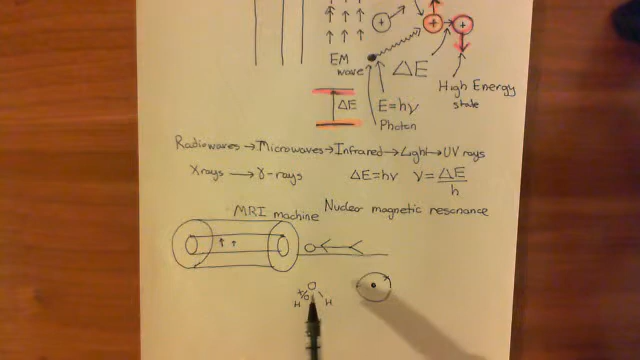 EM
wave
ΔE
High Energy
state
ΔE
E=hν
Photon
Radiowaves→Microwaves→Infrared→Light→UV rays
Xrays → γ-rays ΔE=hν ν=ΔE/h
MRI machine Nuclear magnetic resonance
O
H H